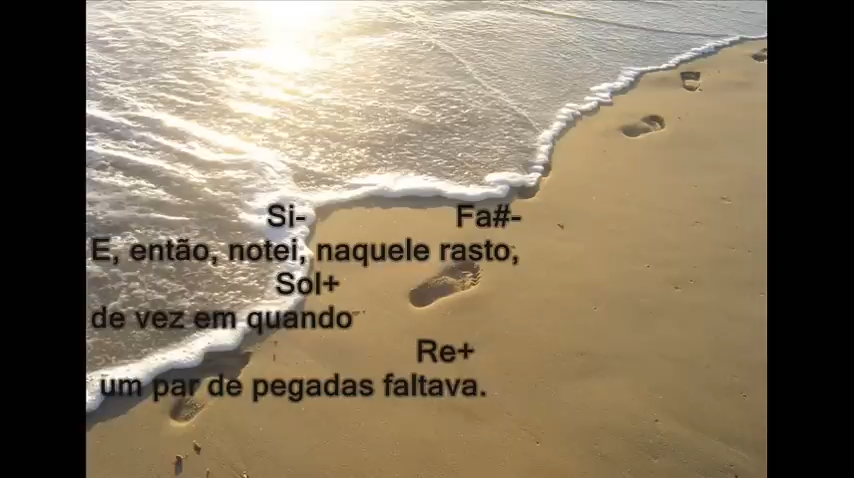 Si- Fa#-
E, então, notei, naquele rasto,
Sol+
de vez em quando
Re+
um par de pegadas faltava.